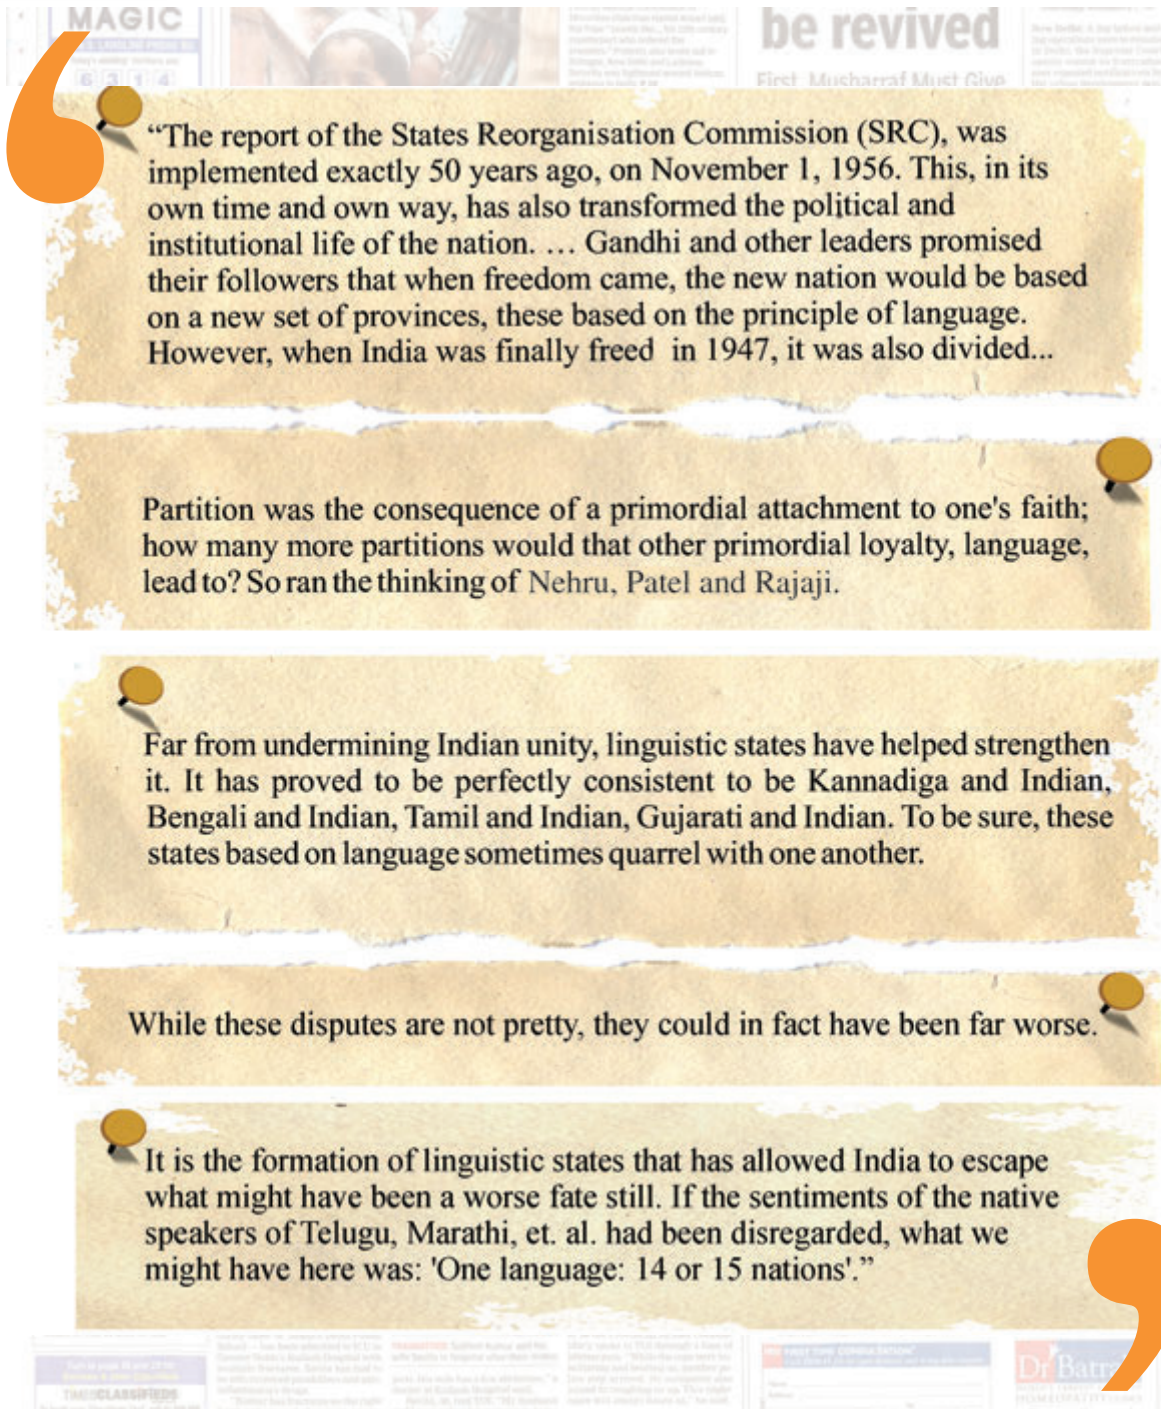 MAGIC
6 3 1 4
be revived
First, Musharraf Must Give
“The report of the States Reorganisation Commission (SRC), was
implemented exactly 50 years ago, on November 1, 1956. This, in its
own time and own way, has also transformed the political and
institutional life of the nation. … Gandhi and other leaders promised
their followers that when freedom came, the new nation would be based
on a new set of provinces, these based on the principle of language.
However, when India was finally freed in 1947, it was also divided...
Partition was the consequence of a primordial attachment to one's faith;
how many more partitions would that other primordial loyalty, language,
lead to? So ran the thinking of Nehru, Patel and Rajaji.
Far from undermining Indian unity, linguistic states have helped strengthen
it. It has proved to be perfectly consistent to be Kannadiga and Indian,
Bengali and Indian, Tamil and Indian, Gujarati and Indian. To be sure, these
states based on language sometimes quarrel with one another.
While these disputes are not pretty, they could in fact have been far worse.
It is the formation of linguistic states that has allowed India to escape
what might have been a worse fate still. If the sentiments of the native
speakers of Telugu, Marathi, et. al. had been disregarded, what we
might have here was: 'One language: 14 or 15 nations'.”
TIMESCLASSIFIEDS
Dr Batra